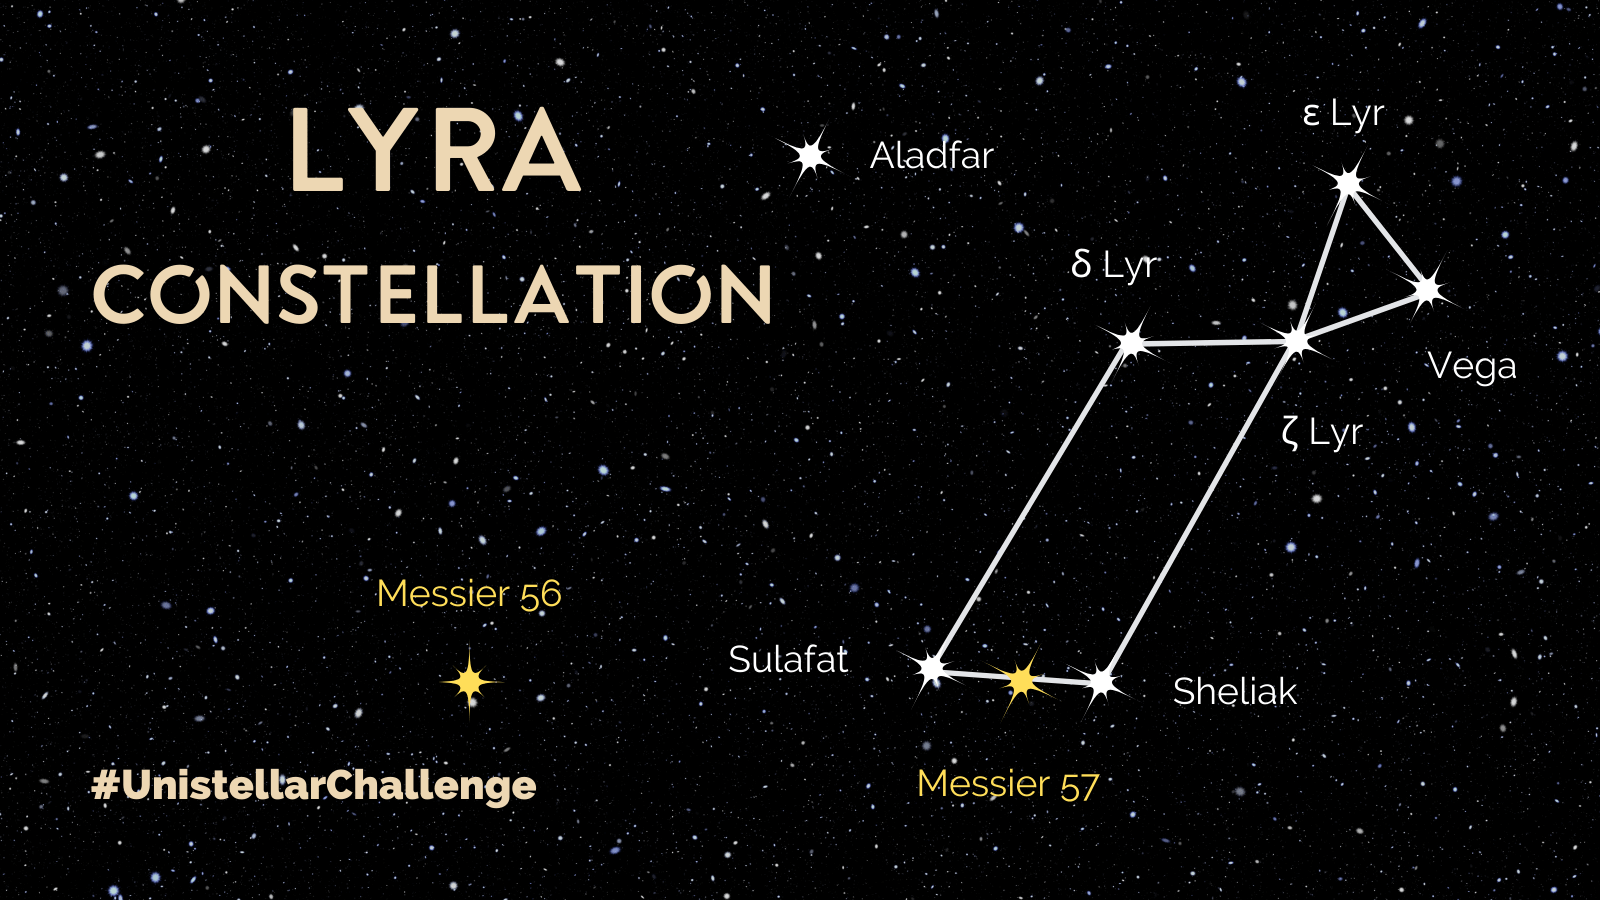 LYRA
CONSTELLATION
Aladfar
ε Lyr
δ Lyr
Vega
ζ Lyr
Messier 56
Sulafat
Sheliak
Messier 57
#UnistellarChallenge